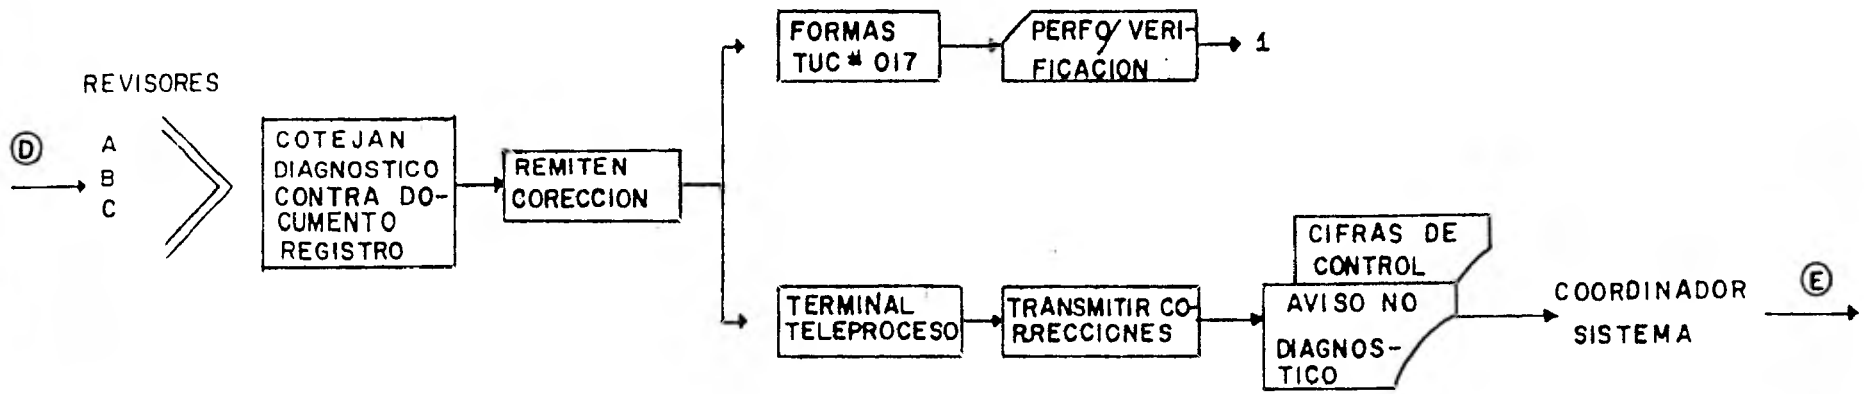 D
REVISORES
A
B
C
COTEJAN
DIAGNOSTICO
CONTRA DO-
CUMENTO
REGISTRO
REMITEN
CORECCION
FORMAS
TUC # 017
PERFO/VERI-
FICACION
1
TERMINAL
TELEPROCESO
TRANSMITIR CO-
RRECCIONES
CIFRAS DE
CONTROL
AVISO NO
DIAGNOS-
TICO
COORDINADOR
SISTEMA
E